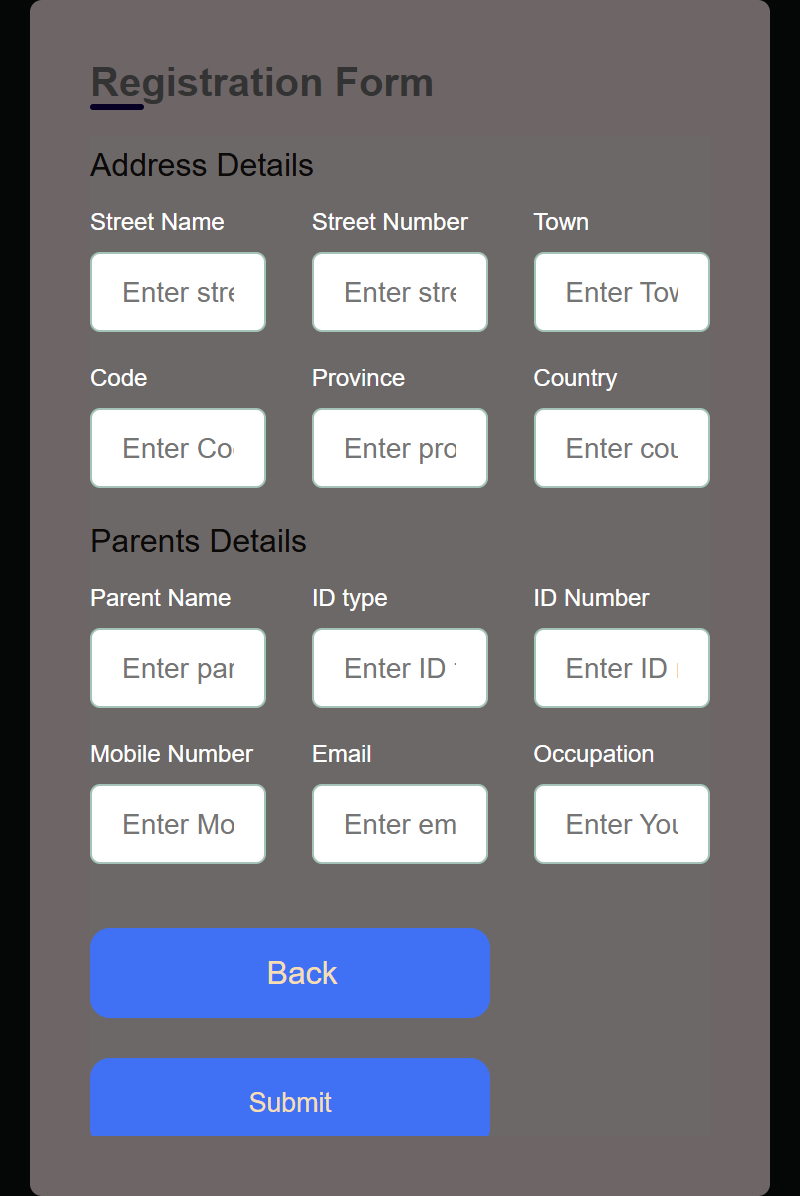 Registration Form
Address Details
Street Name Street Number Town
Enter stre Enter stre Enter Tow
Code Province Country
Enter Co Enter pro Enter cou
Parents Details
Parent Name ID type ID Number
Enter par Enter ID Enter ID
Mobile Number Email Occupation
Enter Mo Enter em Enter You
Back
Submit